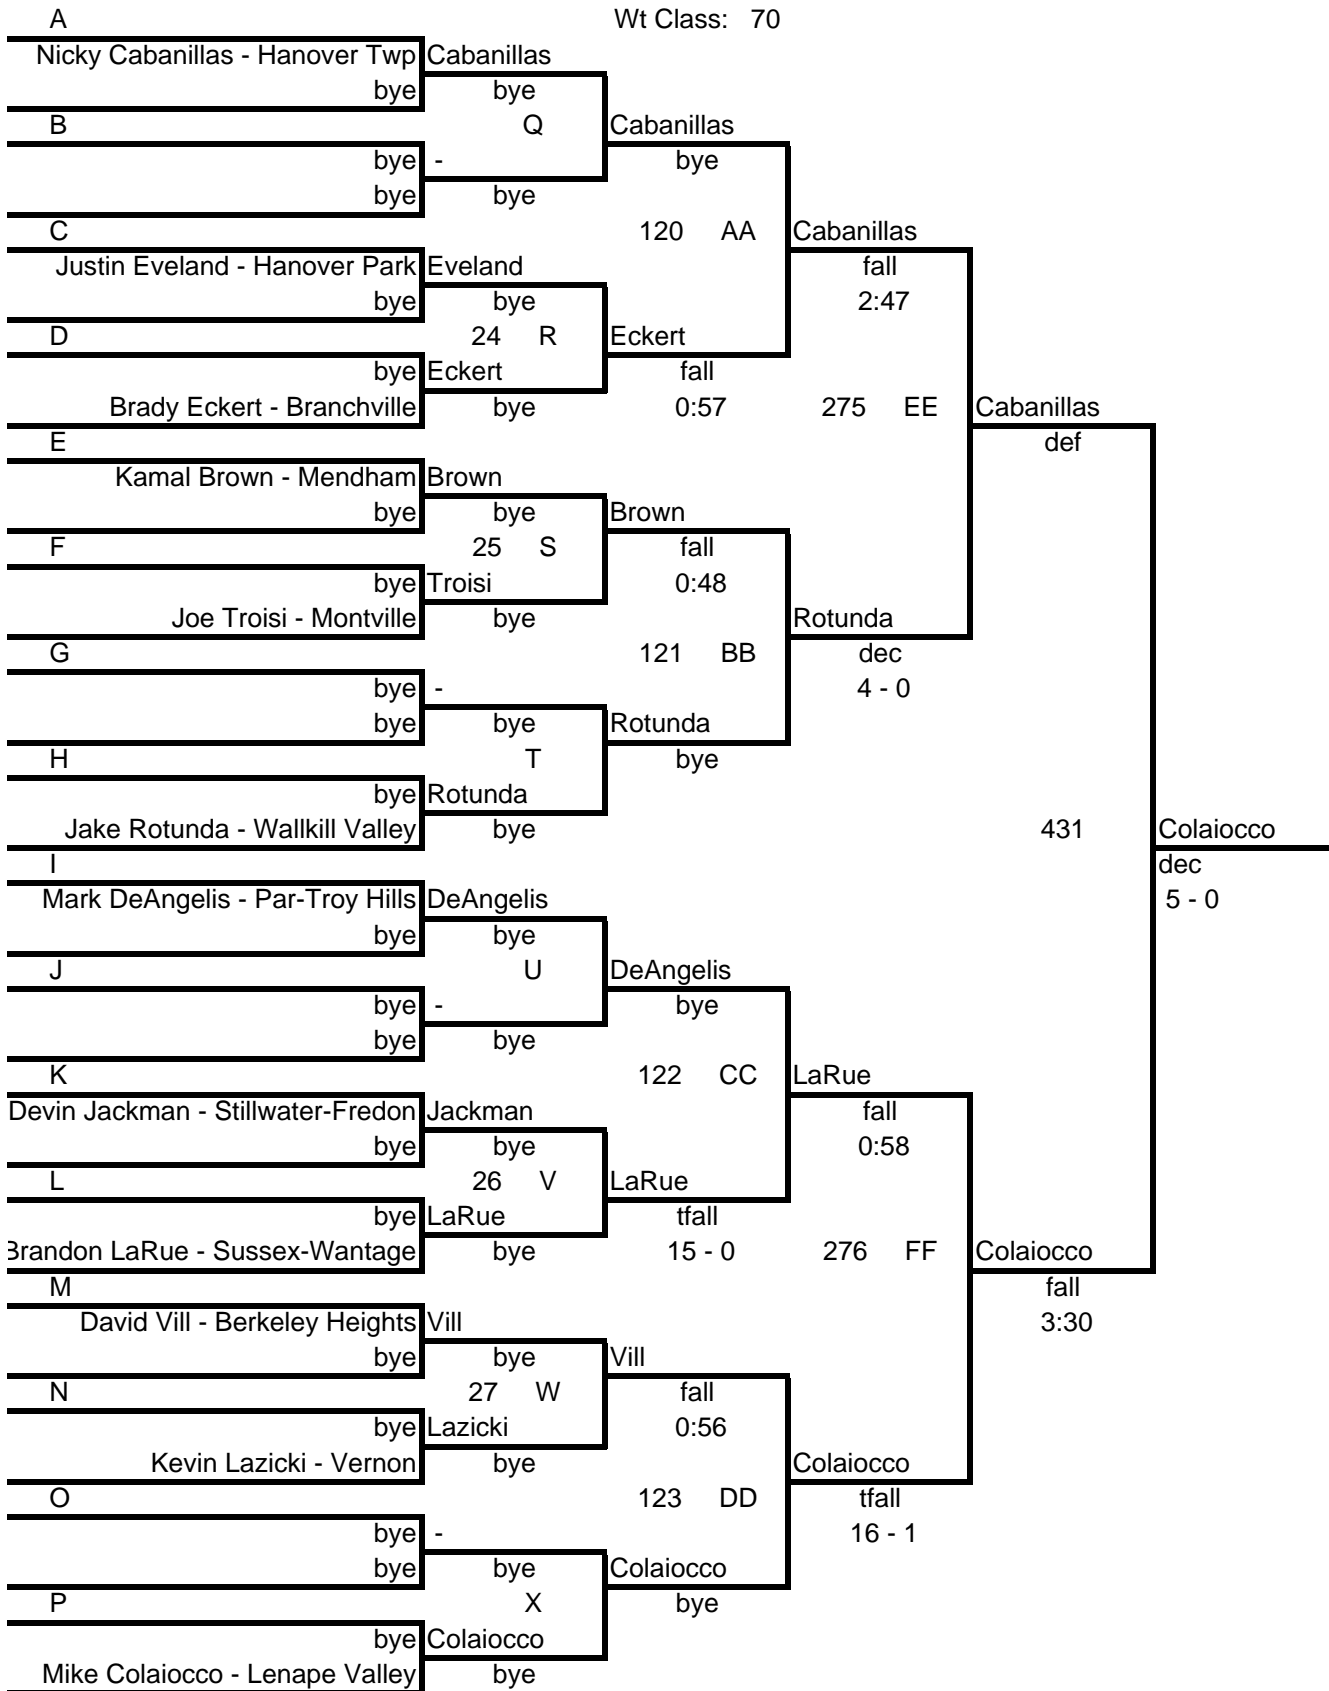 A Wt Class: 70
Nicky Cabanillas - Hanover Twp Cabanillas
bye bye
B Q Cabanillas
bye - bye
bye bye
C 120 AA Cabanillas
Justin Eveland - Hanover Park Eveland fall
bye bye 2:47
D 24 R Eckert
bye Eckert fall
Brady Eckert - Branchville bye 0:57 275 EE Cabanillas
E def
Kamal Brown - Mendham Brown
bye bye Brown
F 25 S fall
bye Troisi 0:48
Joe Troisi - Montville bye Rotunda
G 121 BB dec
bye - 4 - 0
bye bye Rotunda
H T bye
bye Rotunda
Jake Rotunda - Wallkill Valley bye 431 Colaiocco
I dec
Mark DeAngelis - Par-Troy Hills DeAngelis 5 - 0
bye bye
J U DeAngelis
bye - bye
bye bye
K 122 CC LaRue
Devin Jackman - Stillwater-Fredon Jackman fall
bye bye 0:58
L 26 V LaRue
bye LaRue tfall
Brandon LaRue - Sussex-Wantage bye 15 - 0 276 FF Colaiocco
M fall
David Vill - Berkeley Heights Vill 3:30
bye bye Vill
N 27 W fall
bye Lazicki 0:56
Kevin Lazicki - Vernon bye Colaiocco
O 123 DD tfall
bye - 16 - 1
bye bye Colaiocco
P X bye
bye Colaiocco
Mike Colaiocco - Lenape Valley bye